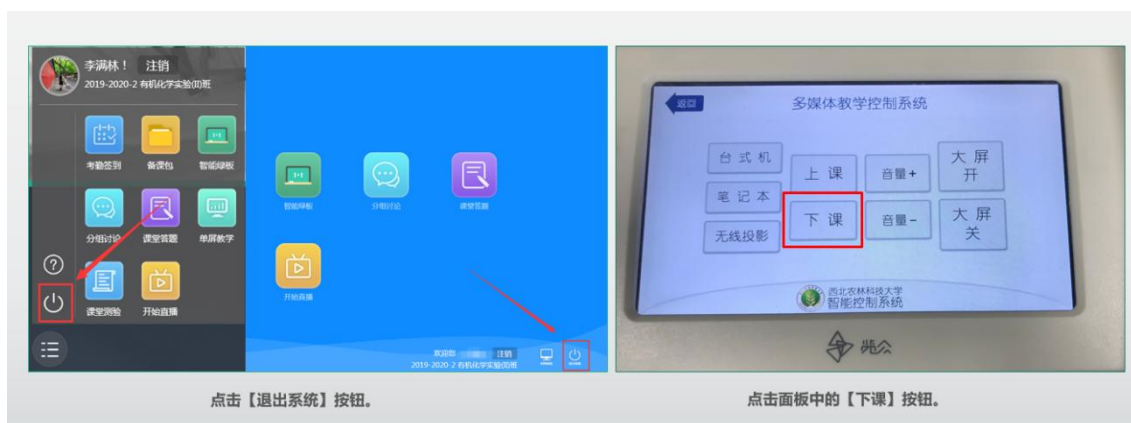 李满林！ 注销
2019-2020-2 有机化学实验(II)班
考勤签到 备课包 智能绿板
分组讨论 课堂答题 单屏教学
课堂测验 开始直播
智能绿板 分组讨论 课堂答题
开始直播
注销
2019-2020-2 有机化学实验(II)班
点击【退出系统】按钮。
返回 多媒体教学控制系统
台式机
笔记本
无线投影
上课
下课
音量+
音量-
大屏
开
大屏
关
西北农林科技大学
智能控制系统
点击面板中的【下课】按钮。